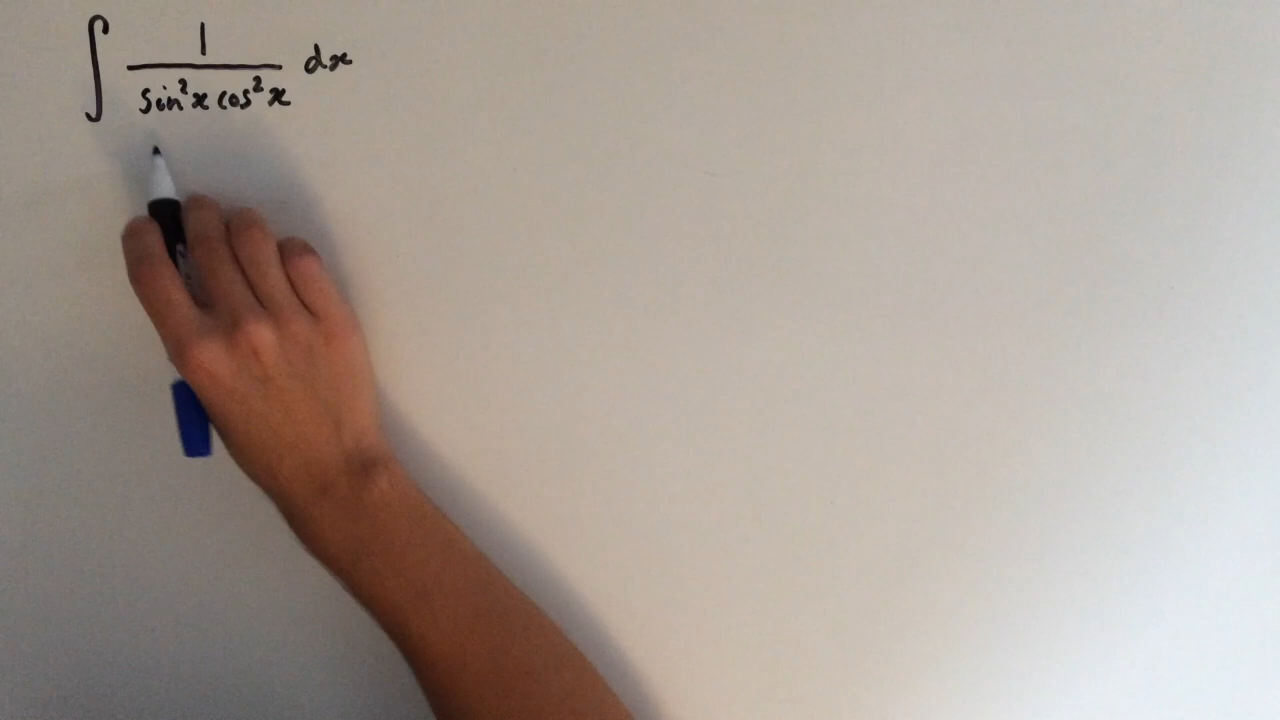 ∫ 1/(sin²x cos²x) dx